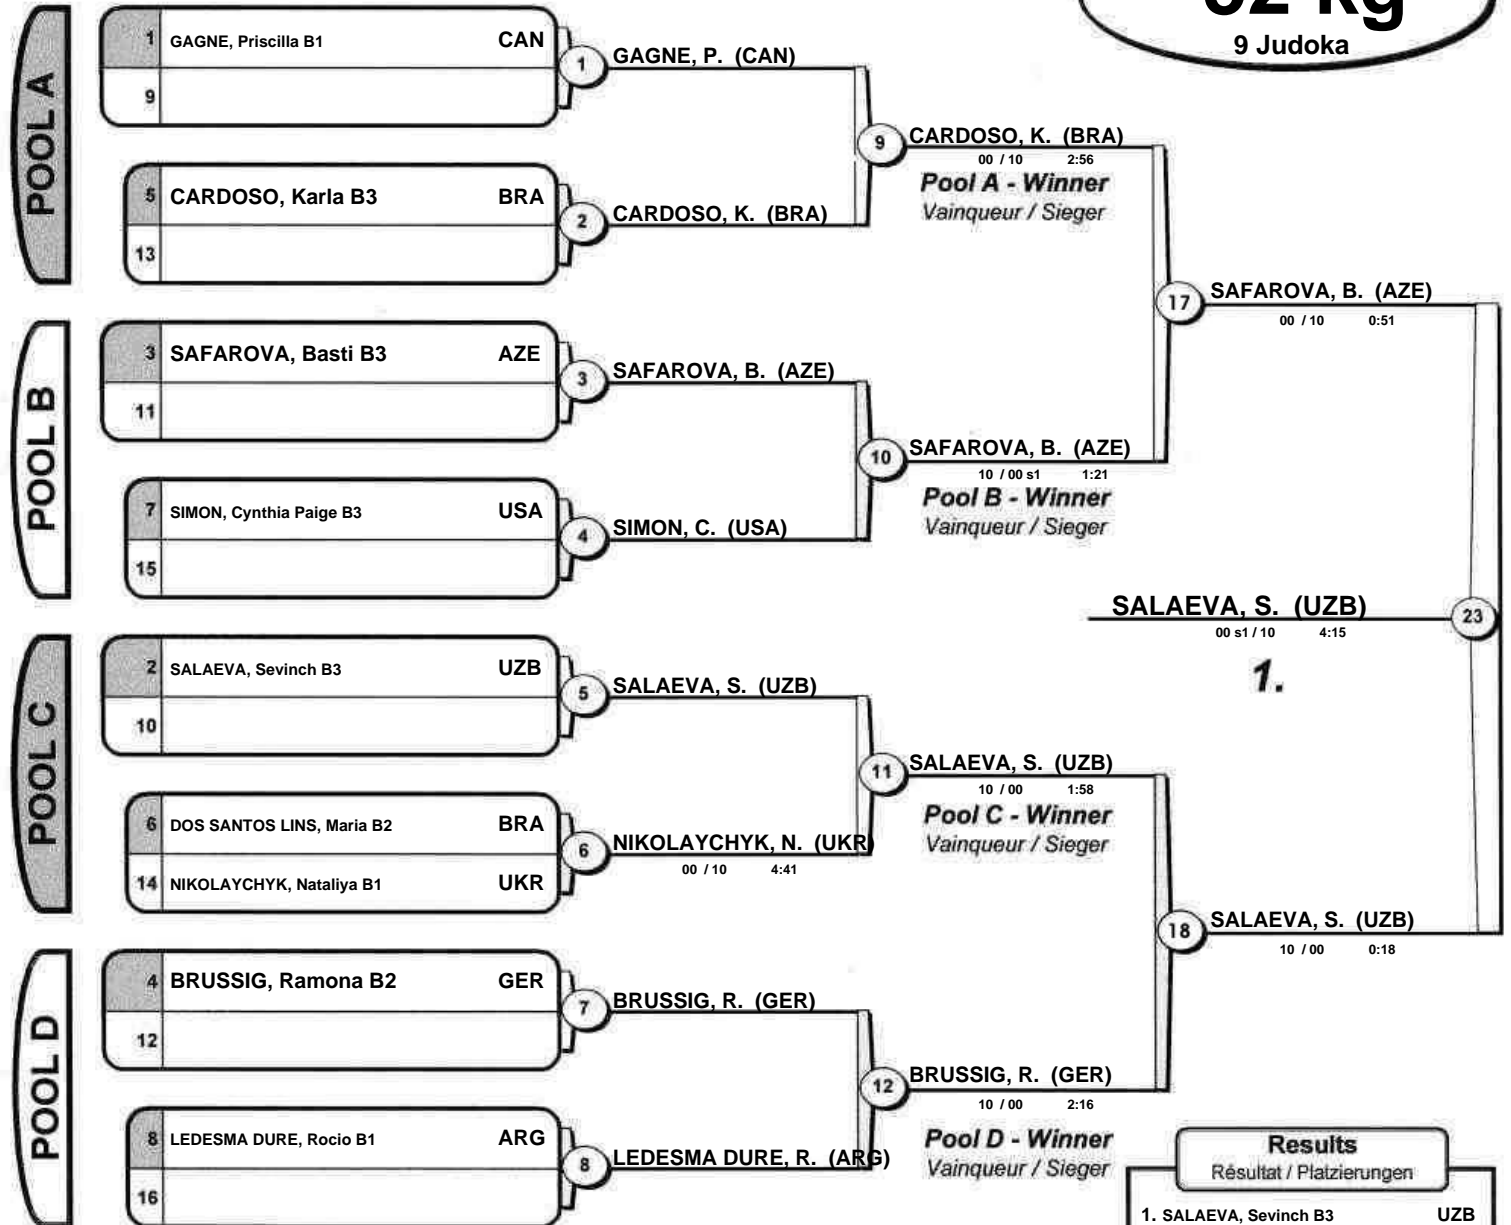 52 kg
9 Judoka
POOL A
1 GAGNE, Priscilla B1 CAN
9
1 GAGNE, P. (CAN)
5 CARDOSO, Karla B3 BRA
13
2 CARDOSO, K. (BRA)
9 CARDOSO, K. (BRA)
00 / 10 2:56
Pool A - Winner
Vainqueur / Sieger
POOL B
3 SAFAROVA, Basti B3 AZE
11
3 SAFAROVA, B. (AZE)
7 SIMON, Cynthia Paige B3 USA
15
4 SIMON, C. (USA)
10 SAFAROVA, B. (AZE)
10 / 00 s1 1:21
Pool B - Winner
Vainqueur / Sieger
17 SAFAROVA, B. (AZE)
00 / 10 0:51
SALAEVA, S. (UZB) 23
00 s1 / 10 4:15
1.
POOL C
2 SALAEVA, Sevinch B3 UZB
10
5 SALAEVA, S. (UZB)
6 DOS SANTOS LINS, Maria B2 BRA
14 NIKOLAYCHYK, Nataliya B1 UKR
6 NIKOLAYCHYK, N. (UKR)
00 / 10 4:41
11 SALAEVA, S. (UZB)
10 / 00 1:58
Pool C - Winner
Vainqueur / Sieger
18 SALAEVA, S. (UZB)
10 / 00 0:18
POOL D
4 BRUSSIG, Ramona B2 GER
12
7 BRUSSIG, R. (GER)
8 LEDESMA DURE, Rocio B1 ARG
16
8 LEDESMA DURE, R. (ARG)
12 BRUSSIG, R. (GER)
10 / 00 2:16
Pool D - Winner
Vainqueur / Sieger
Results
Résultat / Platzierungen
1. SALAEVA, Sevinch B3 UZB